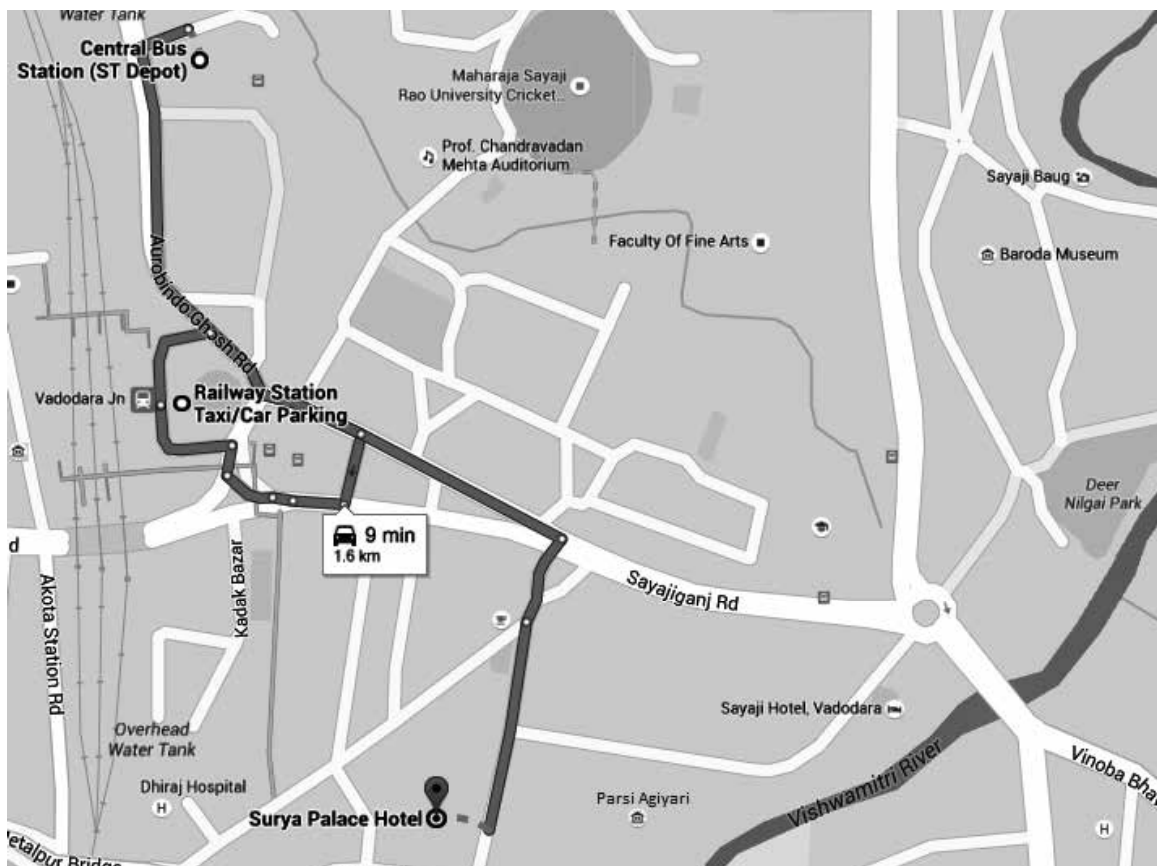 Water Tank
Central Bus
Station (ST Depot)
Maharaja Sayaji
Rao University Cricket...
Prof. Chandravadan
Mehta Auditorium
Sayaji Baug
Faculty Of Fine Arts
Baroda Museum
Aurobindo Ghosh Rd
Vadodara Jn
Railway Station
Taxi/Car Parking
Deer
Nilgai Park
d
9 min
1.6 km
Kadak Bazar
Akota Station Rd
Sayajiganj Rd
Sayaji Hotel, Vadodara
Overhead
Water Tank
Vishwamitri River
Vinoba Bha
Dhiraj Hospital
H
Surya Palace Hotel
Parsi Agiyari
H
etalpur Bridge